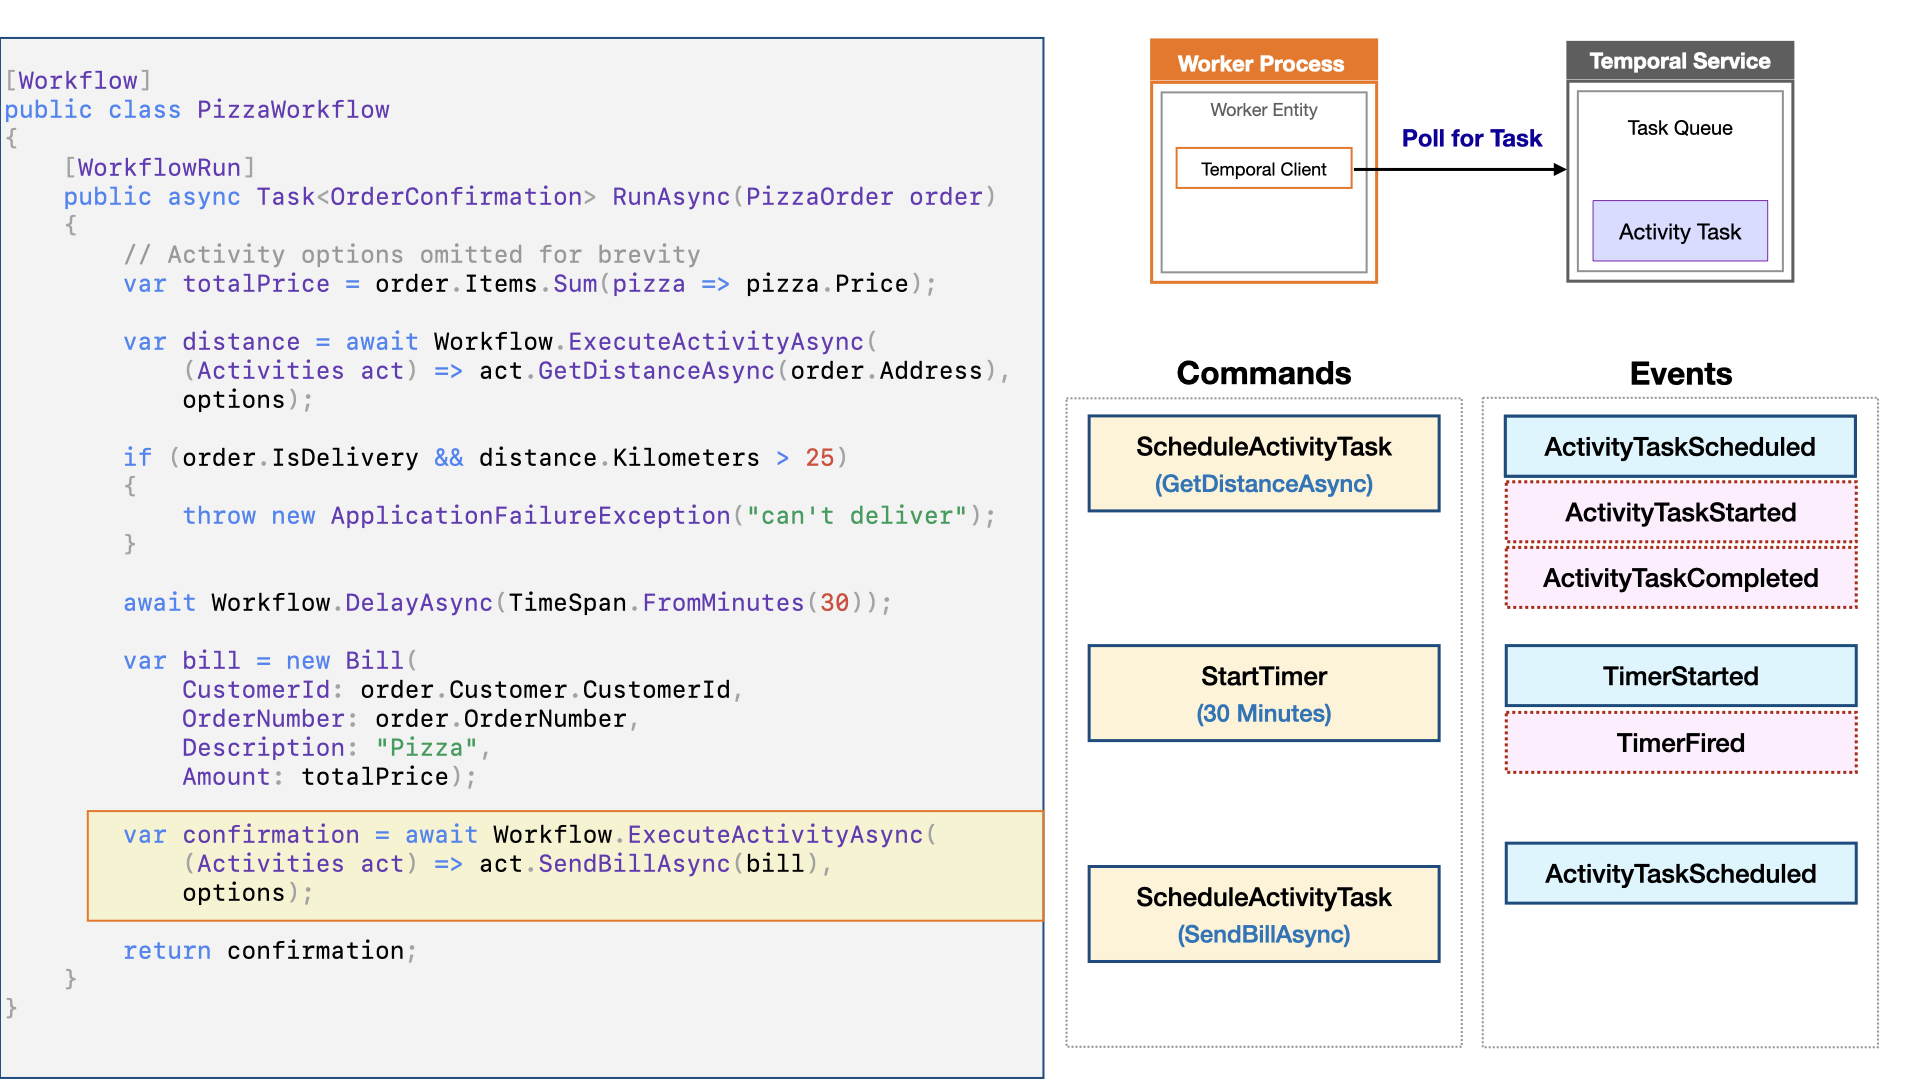 [Workflow]
public class PizzaWorkflow
{
    [WorkflowRun]
    public async Task<OrderConfirmation> RunAsync(PizzaOrder order)
    {
        // Activity options omitted for brevity
        var totalPrice = order.Items.Sum(pizza => pizza.Price);

        var distance = await Workflow.ExecuteActivityAsync(
            (Activities act) => act.GetDistanceAsync(order.Address),
            options);

        if (order.IsDelivery && distance.Kilometers > 25)
        {
            throw new ApplicationFailureException("can't deliver");
        }

        await Workflow.DelayAsync(TimeSpan.FromMinutes(30));

        var bill = new Bill(
            CustomerId: order.Customer.CustomerId,
            OrderNumber: order.OrderNumber,
            Description: "Pizza",
            Amount: totalPrice);

        var confirmation = await Workflow.ExecuteActivityAsync(
            (Activities act) => act.SendBillAsync(bill),
            options);

        return confirmation;
    }
}
Worker Process
Worker Entity
Temporal Client
Poll for Task
Temporal Service
Task Queue
Activity Task
Commands
ScheduleActivityTask
(GetDistanceAsync)
StartTimer
(30 Minutes)
ScheduleActivityTask
(SendBillAsync)
Events
ActivityTaskScheduled
ActivityTaskStarted
ActivityTaskCompleted
TimerStarted
TimerFired
ActivityTaskScheduled